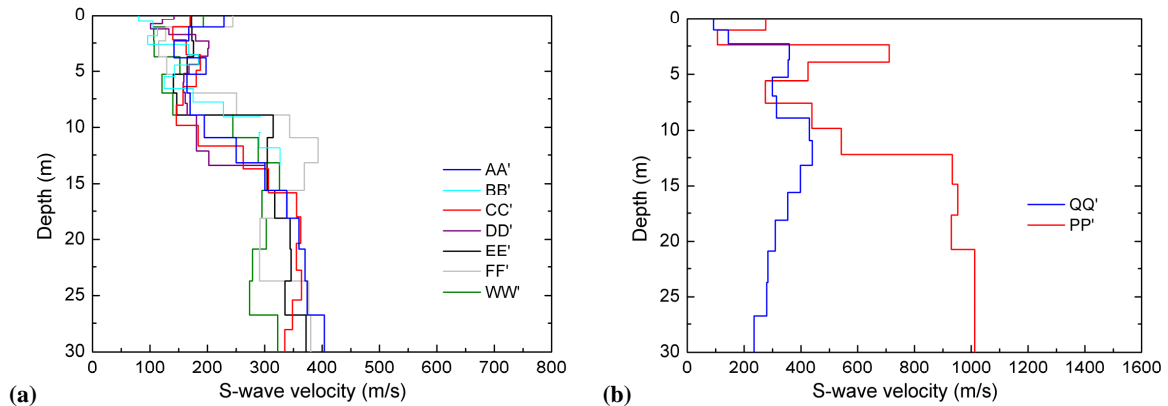 0 5 10 15 20 25 30
Depth (m)
0 100 200 300 400 500 600 700 800
S-wave velocity (m/s)
AA'
BB'
CC'
DD'
EE'
FF'
WW'
(a)
0 5 10 15 20 25 30
Depth (m)
0 200 400 600 800 1000 1200 1400 1600
S-wave velocity (m/s)
QQ'
PP'
(b)